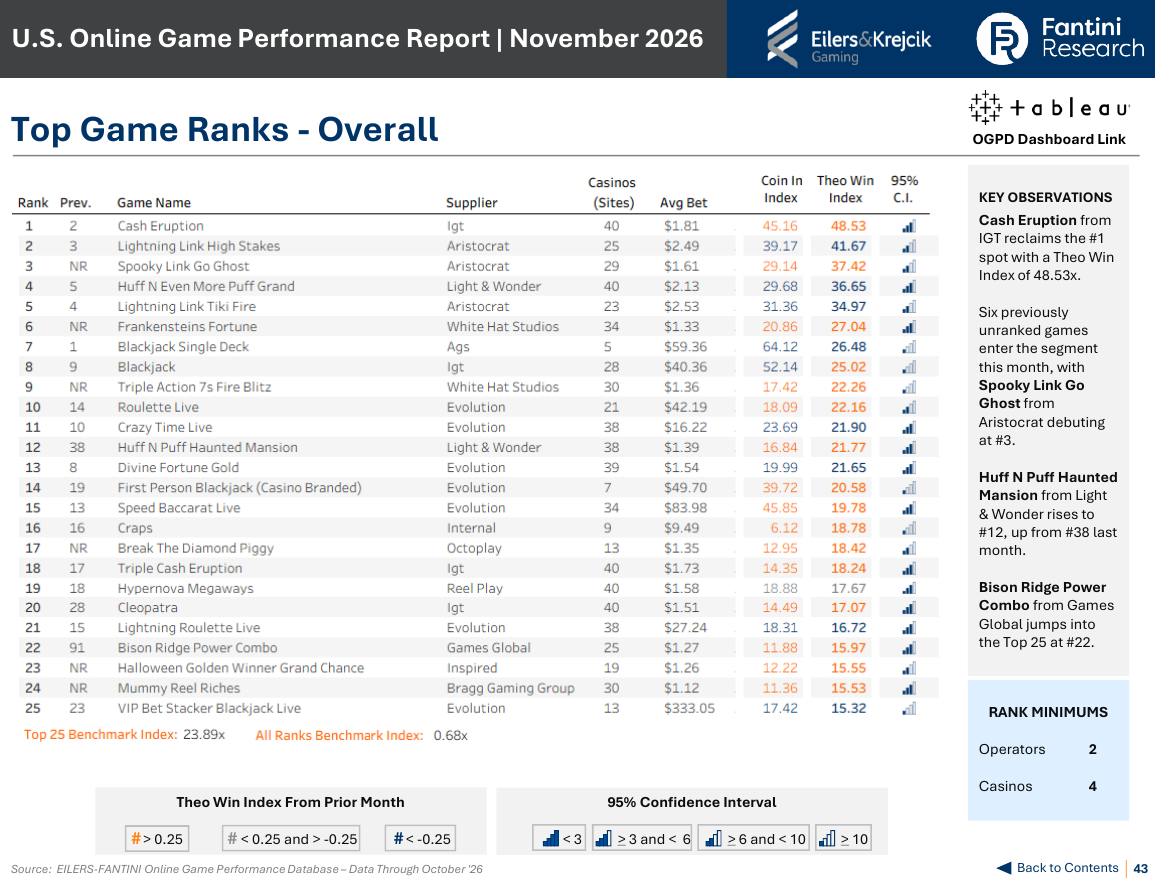 U.S. Online Game Performance Report | November 2026
Eilers&Krejcik
Gaming
Fantini
Research
Top Game Ranks - Overall
+ a b l e a u
OGPD Dashboard Link
Rank Prev. Game Name Supplier Casinos (Sites) Avg Bet Coin In Index Theo Win Index 95% C.I.
1 2 Cash Eruption Igt 40 $1.81 45.16 48.53
2 3 Lightning Link High Stakes Aristocrat 25 $2.49 39.17 41.67
3 NR Spooky Link Go Ghost Aristocrat 29 $1.61 29.14 37.42
4 5 Huff N Even More Puff Grand Light & Wonder 40 $2.13 29.68 36.65
5 4 Lightning Link Tiki Fire Aristocrat 23 $2.53 31.36 34.97
6 NR Frankensteins Fortune White Hat Studios 34 $1.33 20.86 27.04
7 1 Blackjack Single Deck Ags 5 $59.36 64.12 26.48
8 9 Blackjack Igt 28 $40.36 52.14 25.02
9 NR Triple Action 7s Fire Blitz White Hat Studios 30 $1.36 17.42 22.26
10 14 Roulette Live Evolution 21 $42.19 18.09 22.16
11 10 Crazy Time Live Evolution 38 $16.22 23.69 21.90
12 38 Huff N Puff Haunted Mansion Light & Wonder 38 $1.39 16.84 21.77
13 8 Divine Fortune Gold Evolution 39 $1.54 19.99 21.65
14 19 First Person Blackjack (Casino Branded) Evolution 7 $49.70 39.72 20.58
15 13 Speed Baccarat Live Evolution 34 $83.98 45.85 19.78
16 16 Craps Internal 9 $9.49 6.12 18.78
17 NR Break The Diamond Piggy Octoplay 13 $1.35 12.95 18.42
18 17 Triple Cash Eruption Igt 40 $1.73 14.35 18.24
19 18 Hypernova Megaways Reel Play 40 $1.58 18.88 17.67
20 28 Cleopatra Igt 40 $1.51 14.49 17.07
21 15 Lightning Roulette Live Evolution 38 $27.24 18.31 16.72
22 91 Bison Ridge Power Combo Games Global 25 $1.27 11.88 15.97
23 NR Halloween Golden Winner Grand Chance Inspired 19 $1.26 12.22 15.55
24 NR Mummy Reel Riches Bragg Gaming Group 30 $1.12 11.36 15.53
25 23 VIP Bet Stacker Blackjack Live Evolution 13 $333.05 17.42 15.32
Top 25 Benchmark Index: 23.89x All Ranks Benchmark Index: 0.68x
KEY OBSERVATIONS
Cash Eruption from
IGT reclaims the #1
spot with a Theo Win
Index of 48.53x.
Six previously
unranked games
enter the segment
this month, with
Spooky Link Go
Ghost from
Aristocrat debuting
at #3.
Huff N Puff Haunted
Mansion from Light
& Wonder rises to
#12, up from #38 last
month.
Bison Ridge Power
Combo from Games
Global jumps into
the Top 25 at #22.
RANK MINIMUMS
Operators 2
Casinos 4
Theo Win Index From Prior Month
# > 0.25 # < 0.25 and > -0.25 # < -0.25
95% Confidence Interval
< 3 ≥ 3 and < 6 ≥ 6 and < 10 ≥ 10
Source: EILERS-FANTINI Online Game Performance Database – Data Through October '26
Back to Contents | 43